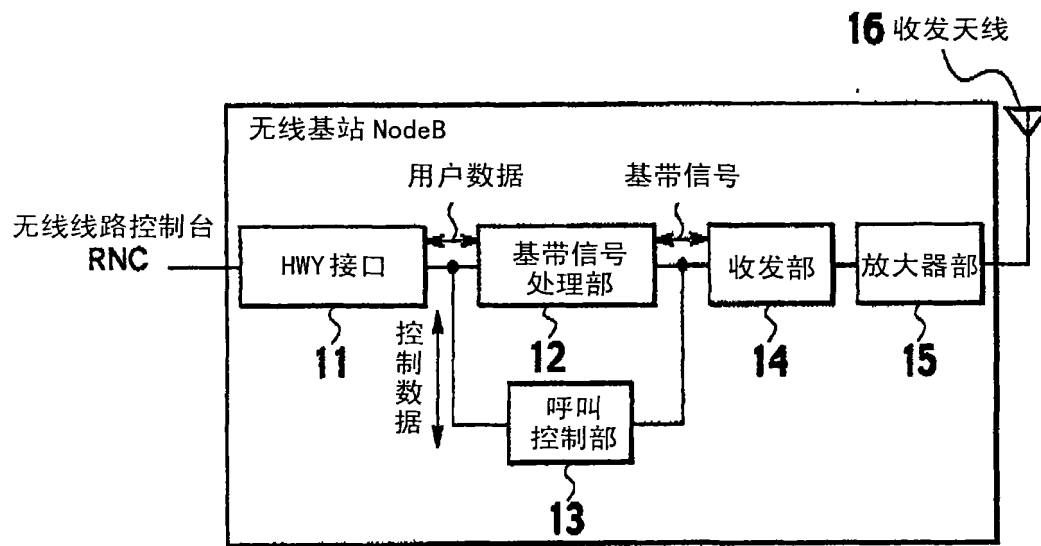 16 收发天线
无线基站 NodeB
用户数据
基带信号
无线线路控制台
RNC
HWY 接口
基带信号
处理部
收发部
放大器部
11
控制数据
12
14
15
呼叫
控制部
13